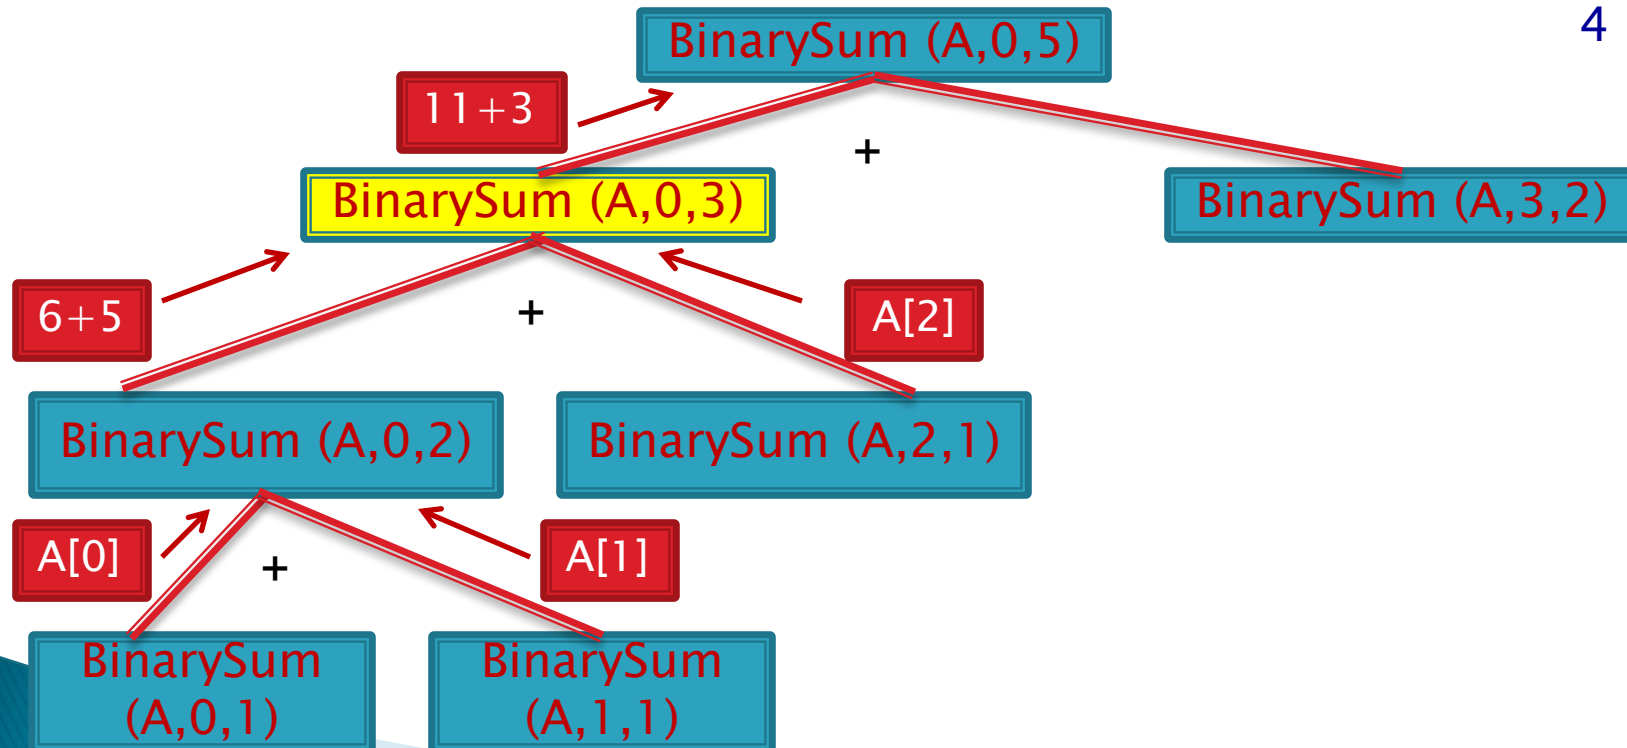 4
BinarySum (A,0,5)
11+3
+
BinarySum (A,0,3)
BinarySum (A,3,2)
6+5
+
A[2]
BinarySum (A,0,2)
BinarySum (A,2,1)
A[0]
+
A[1]
BinarySum
(A,0,1)
BinarySum
(A,1,1)